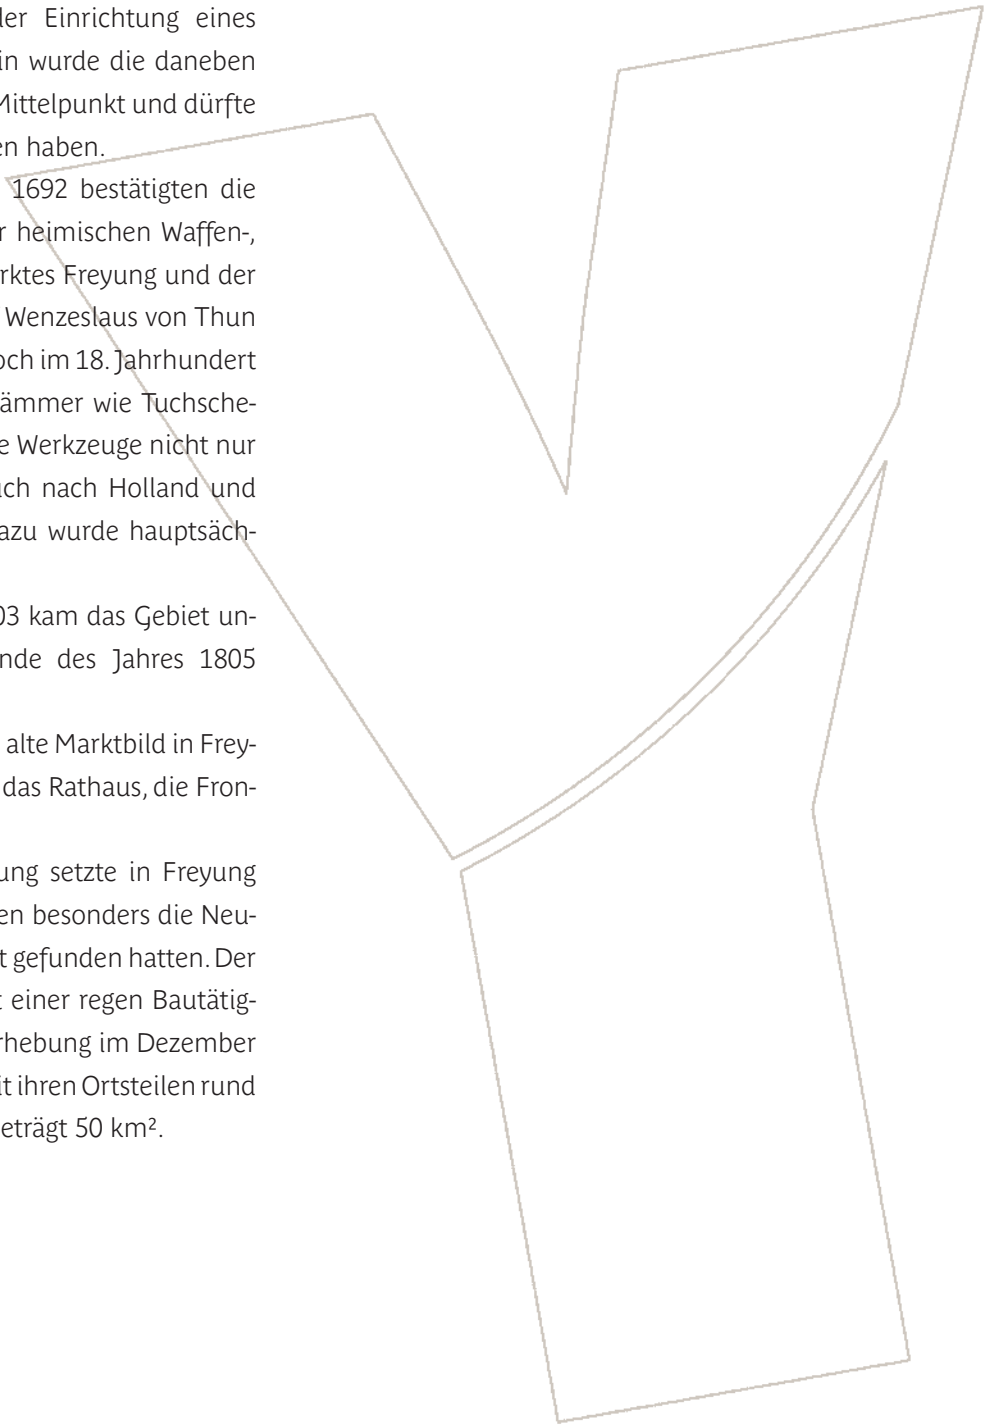 der Einrichtung eines
in wurde die daneben
Mittelpunkt und dürfte
en haben.
1692 bestätigten die
r heimischen Waffen-,
rktes Freyung und der
Wenzeslaus von Thun
och im 18. Jahrhundert
ämmer wie Tuchsche-
e Werkzeuge nicht nur
uch nach Holland und
azu wurde hauptsäch-
03 kam das Gebiet un-
nde des Jahres 1805
alte Marktbild in Frey-
das Rathaus, die Fron-
ung setzte in Freyung
en besonders die Neu-
t gefunden hatten. Der
t einer regen Bautätig-
rhebung im Dezember
it ihren Ortsteilen rund
eträgt 50 km².